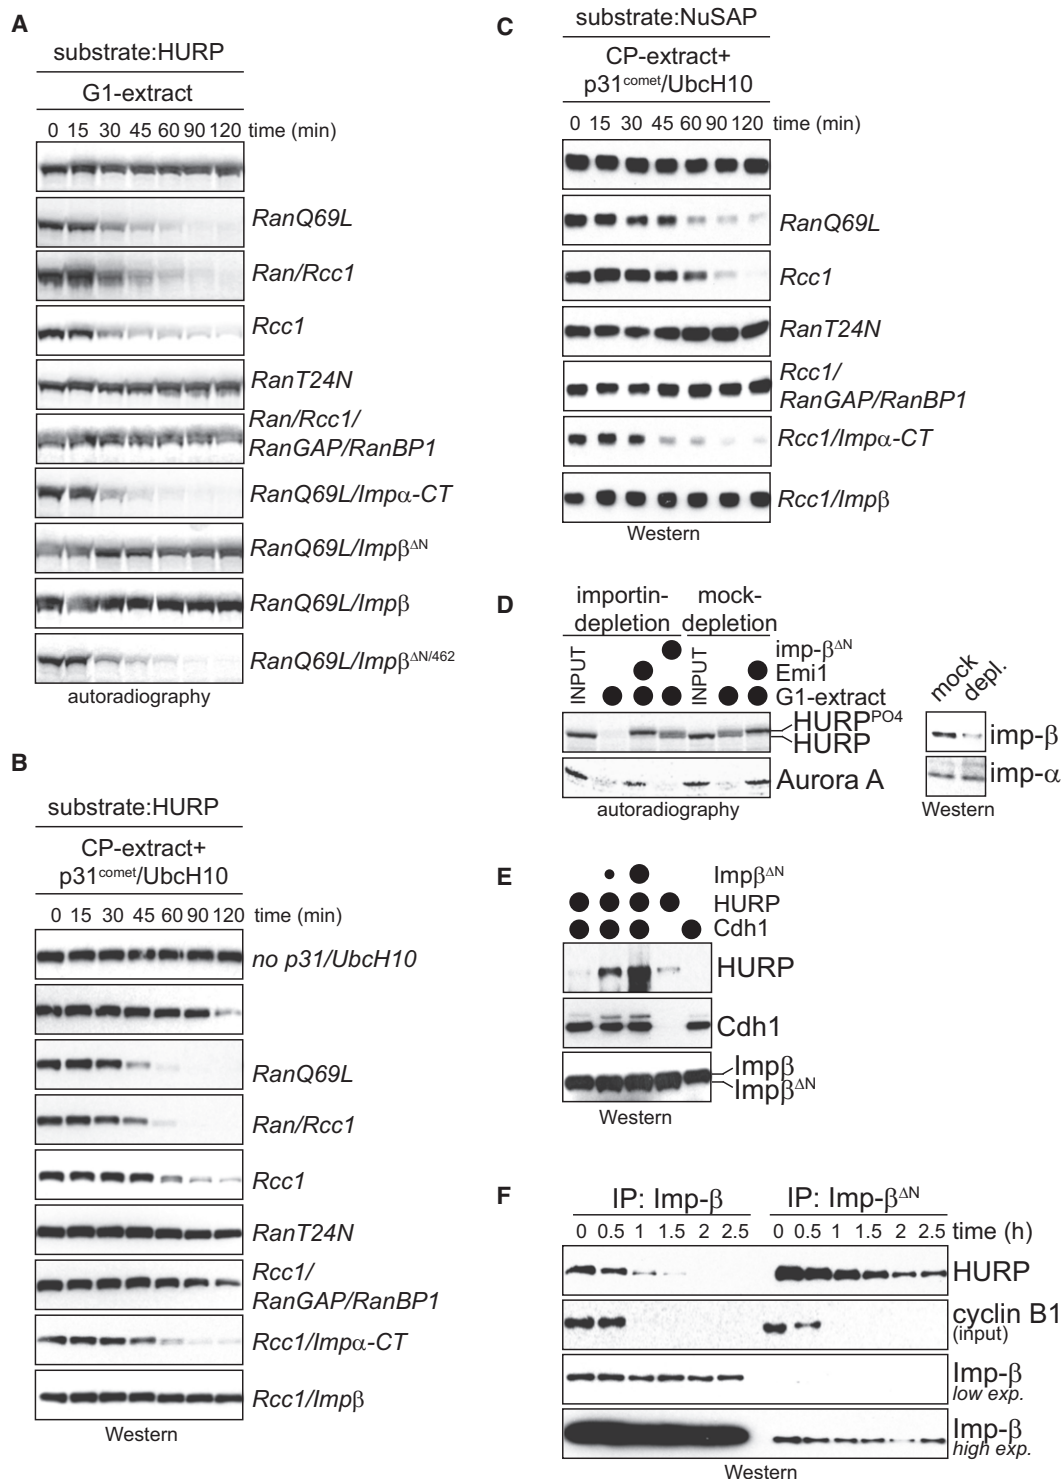 A
substrate:HURP
G1-extract
0 15 30 45 60 90 120 time (min)
RanQ69L
Ran/Rcc1
Rcc1
RanT24N
Ran/Rcc1/
RanGAP/RanBP1
RanQ69L/Impα-CT
RanQ69L/Impβ^ΔN
RanQ69L/Impβ
RanQ69L/Impβ^ΔN/462
autoradiography
B
substrate:HURP
CP-extract+
p31^comet/UbcH10
0 15 30 45 60 90 120 time (min)
no p31/UbcH10
RanQ69L
Ran/Rcc1
Rcc1
RanT24N
Rcc1/
RanGAP/RanBP1
Rcc1/Impα-CT
Rcc1/Impβ
Western
C
substrate:NuSAP
CP-extract+
p31^comet/UbcH10
0 15 30 45 60 90 120 time (min)
RanQ69L
Rcc1
RanT24N
Rcc1/
RanGAP/RanBP1
Rcc1/Impα-CT
Rcc1/Impβ
Western
D
importin-
depletion
mock-
depletion
INPUT
INPUT
imp-β^ΔN
Emi1
G1-extract
HURP^PO4
HURP
Aurora A
autoradiography
mock
depl.
imp-β
imp-α
Western
E
Impβ^ΔN
HURP
Cdh1
HURP
Cdh1
Impβ
Impβ^ΔN
Western
F
IP: Imp-β IP: Imp-β^ΔN
0 0.5 1 1.5 2 2.5 0 0.5 1 1.5 2 2.5 time (h)
HURP
cyclin B1
(input)
Imp-β
low exp.
Imp-β
high exp.
Western